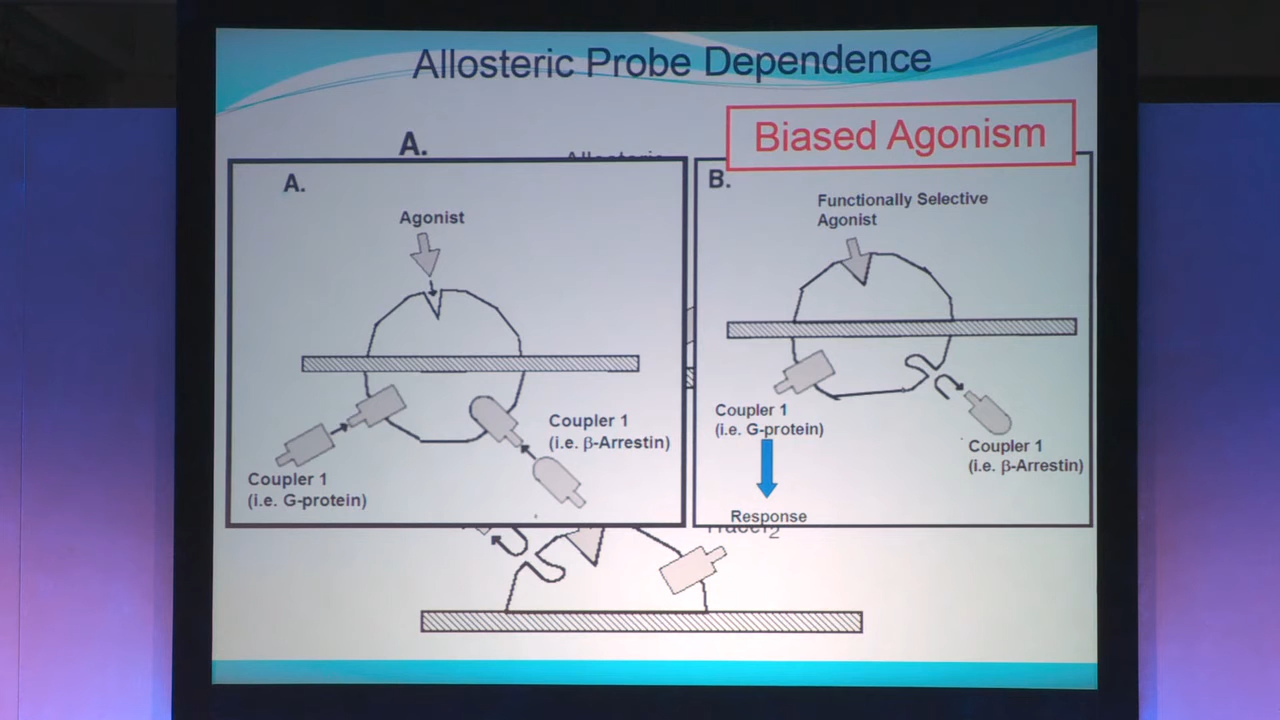 Allosteric Probe Dependence
Biased Agonism
A.
A.
Agonist
Coupler 1
(i.e. β-Arrestin)
Coupler 1
(i.e. G-protein)
B.
Functionally Selective
Agonist
Coupler 1
(i.e. G-protein)
Coupler 1
(i.e. β-Arrestin)
Response